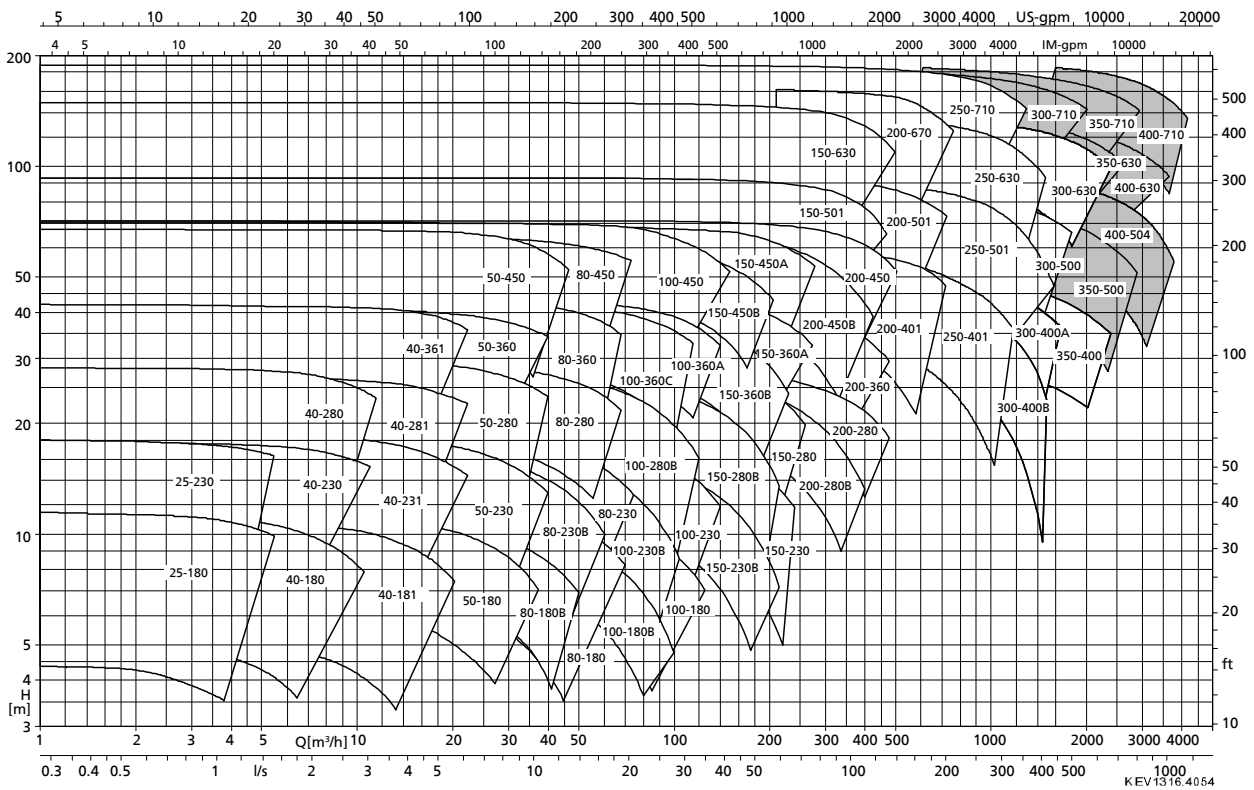 5 10 20 30 40 50 100 200 300 400 500 1000 2000 3000 4000 US-gpm 10000 20000
4 5 10 20 30 40 50 100 200 300 400 500 1000 2000 3000 4000 IM-gpm 10000
200
250-710
300-710
500
350-710
200-670
400-710
400
150-630
100
350-630
250-630
300
400-630
300-630
150-501
200-501
400-504
250-501
200
150-450A
300-500
50-450
80-450
200-450
50
100-450
350-500
40
150-450B
200-450B
200-401
300-400A
250-401
40-361
50-360
150-360A
350-400
100
30
80-360
100-360A
100-360C
200-360
150-360B
300-400B
40-280
20
40-281
50-280
80-280
200-280
150-280
50
100-280B
25-230
40-230
150-280B
200-280B
40-231
40
50-230
80-230
10
80-230B
100-230
30
100-230B
150-230
25-180
150-230B
40-180
40-181
50-180
20
80-180B
100-180
100-180B
5
80-180
ft
4
H
[m]
3
10
1 2 3 4 5 Q[m³/h] 10 20 30 40 50 100 200 300 400 500 1000 2000 3000 4000
0.3 0.4 0.5 1 l/s 2 3 4 5 10 20 30 40 50 100 200 300 400 500 1000
KEV1316.4054